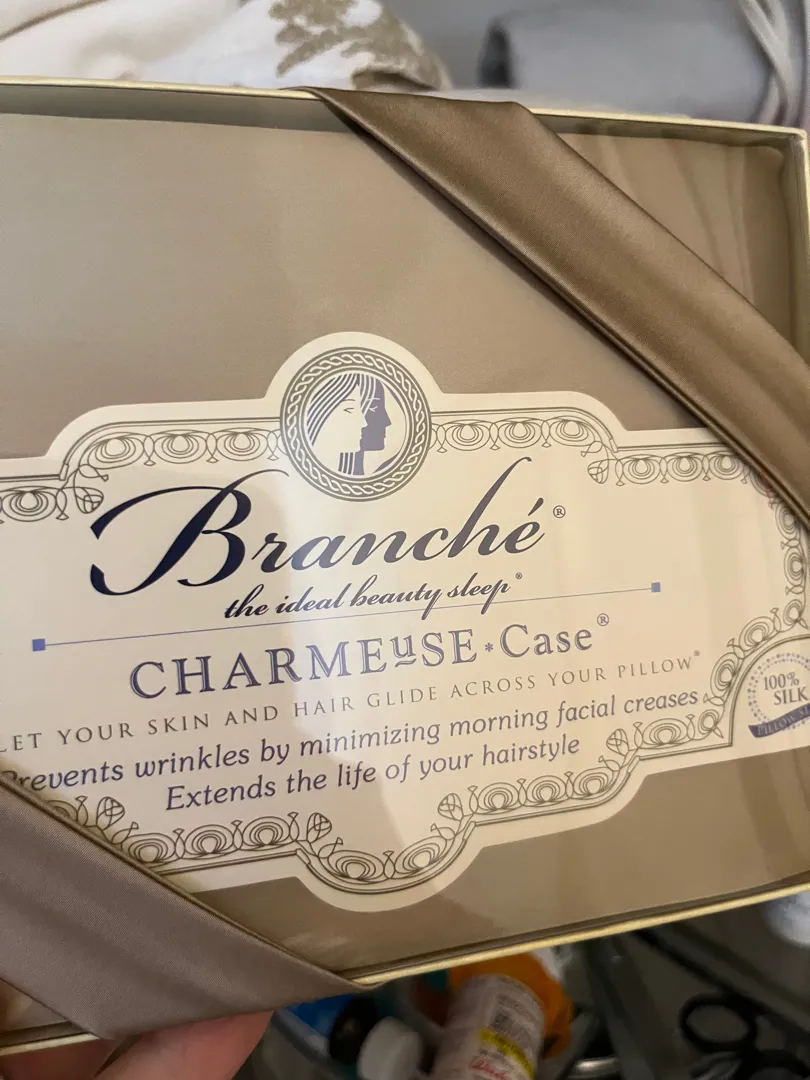 Branché®
the ideal beauty sleep®
CHARMEuSE*Case®
LET YOUR SKIN AND HAIR GLIDE ACROSS YOUR PILLOW®
Prevents wrinkles by minimizing morning facial creases
Extends the life of your hairstyle
100%
SILK